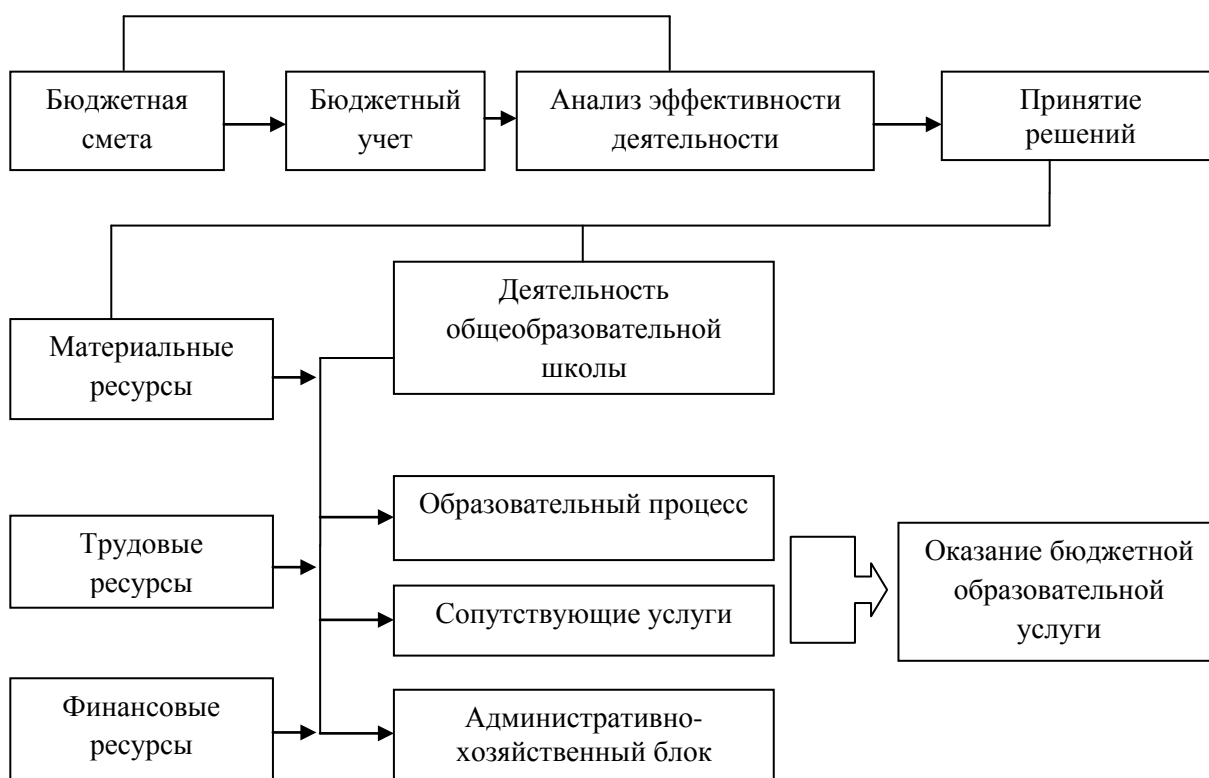 Бюджетная
смета
Бюджетный
учет
Анализ эффективности
деятельности
Принятие
решений
Деятельность
общеобразовательной
школы
Материальные
ресурсы
Образовательный процесс
Трудовые
ресурсы
Сопутствующие услуги
Оказание бюджетной
образовательной
услуги
Финансовые
ресурсы
Административно-
хозяйственный блок